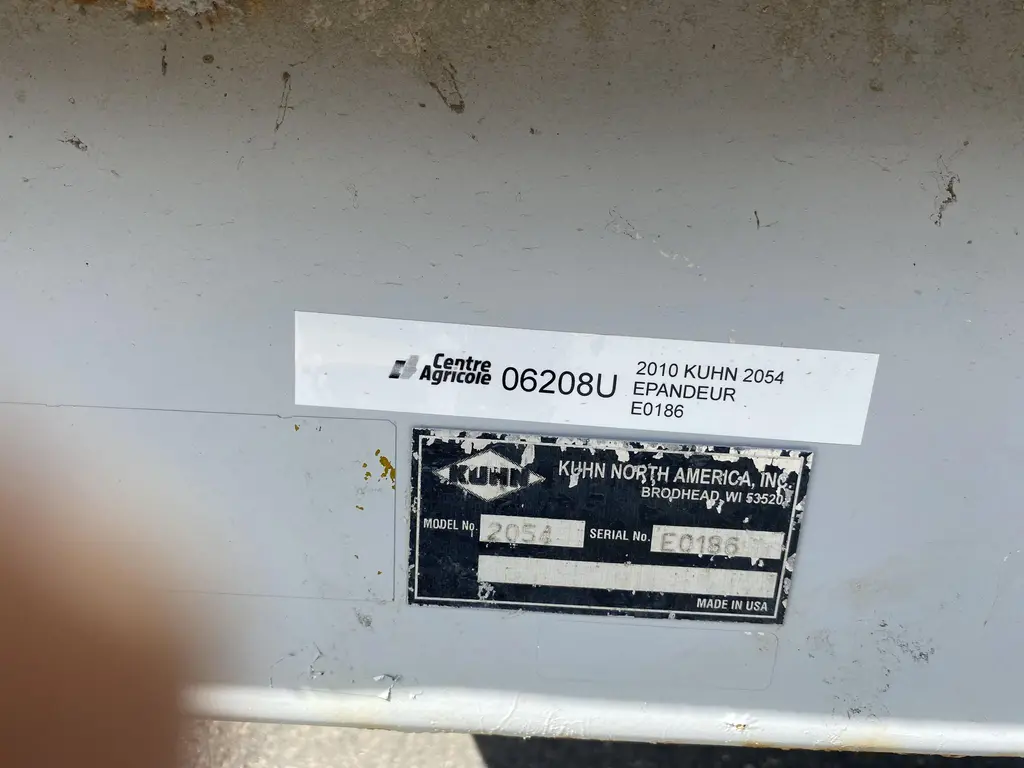 Centre
Agricole
06208U
2010 KUHN 2054
EPANDEUR
E0186
KUHN
KUHN NORTH AMERICA, INC.
BRODHEAD, WI 53520
MODEL No. 2054 SERIAL No. E0186
MADE IN USA